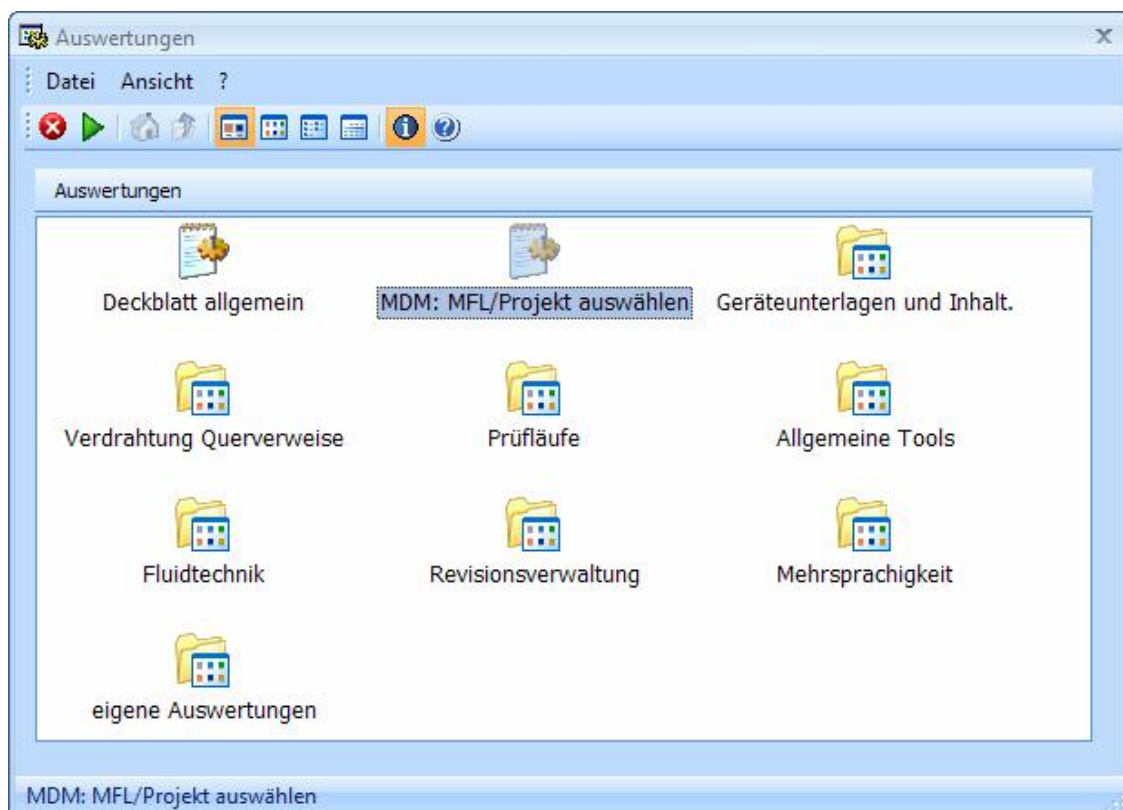 Auswertungen
Datei Ansicht ?
Auswertungen
Deckblatt allgemein
MDM: MFL/Projekt auswählen
Geräteunterlagen und Inhalt.
Verdrahtung Querverweise
Prüfläufe
Allgemeine Tools
Fluidtechnik
Revisionsverwaltung
Mehrsprachigkeit
eigene Auswertungen
MDM: MFL/Projekt auswählen